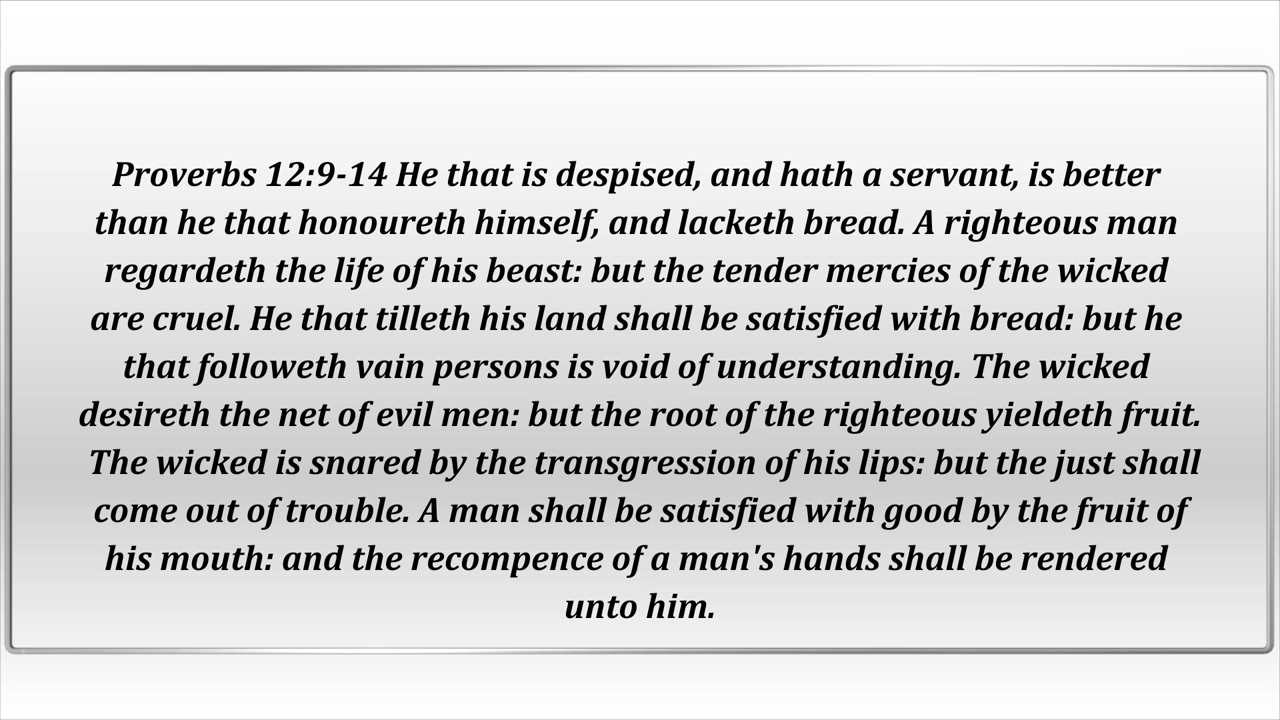 Proverbs 12:9-14 He that is despised, and hath a servant, is better
than he that honoureth himself, and lacketh bread. A righteous man
regardeth the life of his beast: but the tender mercies of the wicked
are cruel. He that tilleth his land shall be satisfied with bread: but he
that followeth vain persons is void of understanding. The wicked
desireth the net of evil men: but the root of the righteous yieldeth fruit.
The wicked is snared by the transgression of his lips: but the just shall
come out of trouble. A man shall be satisfied with good by the fruit of
his mouth: and the recompence of a man's hands shall be rendered
unto him.